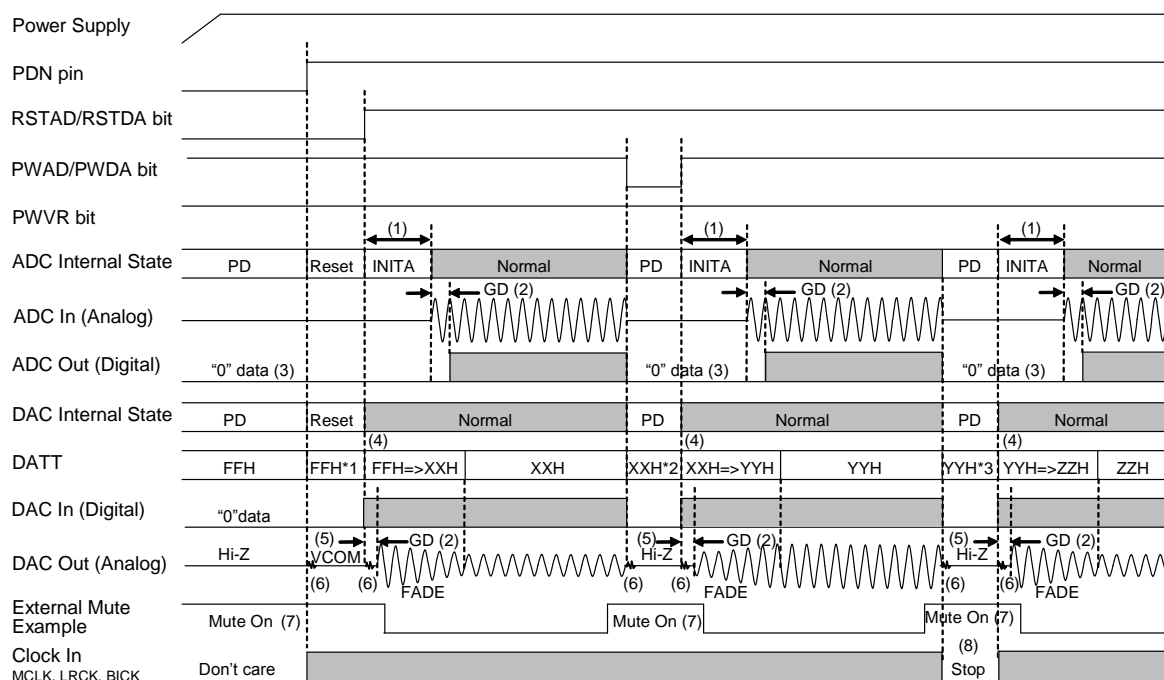 Power Supply
PDN pin
RSTAD/RSTDA bit
PWAD/PWDA bit
PWVR bit
(1) (1) (1)
ADC Internal State PD Reset INITA Normal PD INITA Normal PD INITA Normal
GD (2) GD (2) GD (2)
ADC In (Analog)
ADC Out (Digital) “0” data (3) “0” data (3) “0” data (3)
DAC Internal State PD Reset Normal PD Normal PD Normal
(4) (4) (4)
DATT FFH FFH*1 FFH=>XXH XXH XXH*2 XXH=>YYH YYH YYH*3 YYH=>ZZH ZZH
DAC In (Digital) “0”data
(5) GD (2) (5) GD (2) (5) GD (2)
DAC Out (Analog) Hi-Z VCOM Hi-Z Hi-Z
(6) (6) FADE (6) (6) FADE (6) FADE
External Mute
Example Mute On (7) Mute On (7) Mute On (7)
Clock In (8)
MCLK, LRCK, BICK Don’t care Stop